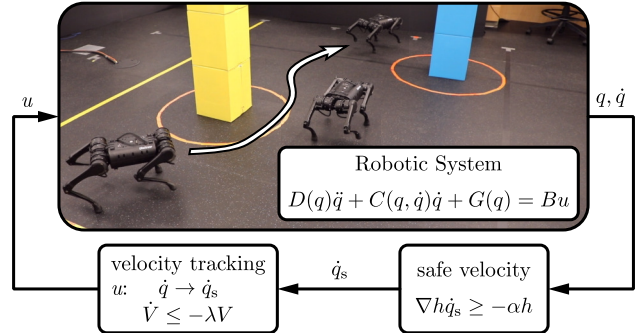 u
q, q̇
Robotic System
D(q)q̈ + C(q, q̇)q̇ + G(q) = Bu
velocity tracking
u: q̇ → q̇ₛ
V̇ ≤ −λV
q̇ₛ
safe velocity
∇hq̇ₛ ≥ −αh